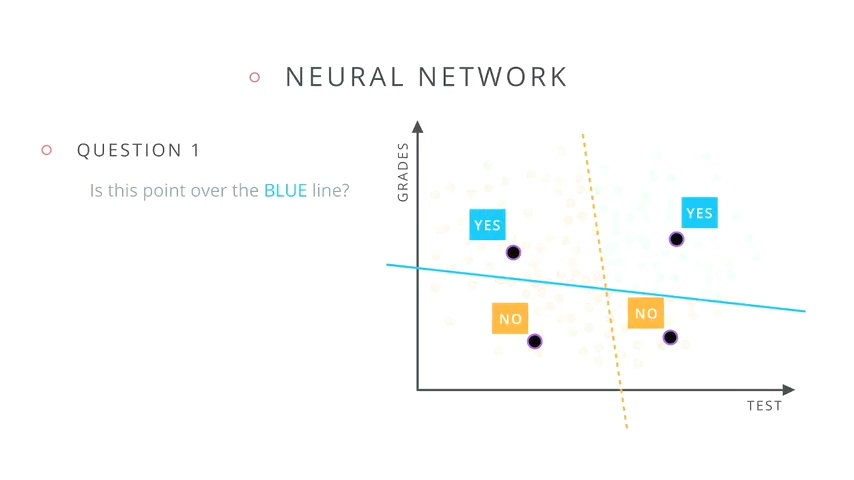 NEURAL NETWORK
QUESTION 1
Is this point over the BLUE line?
GRADES
YES
YES
NO
NO
TEST